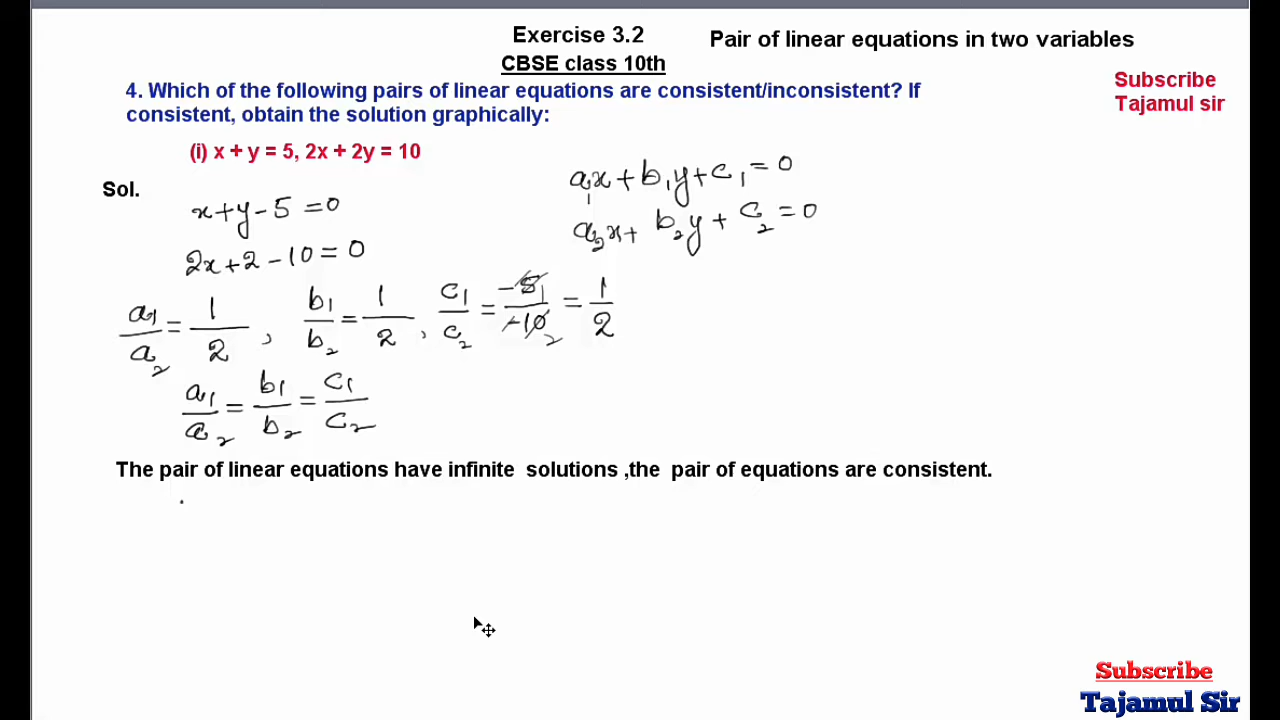 Exercise 3.2
Pair of linear equations in two variables
CBSE class 10th
Subscribe
Tajamul sir
4. Which of the following pairs of linear equations are consistent/inconsistent? If
consistent, obtain the solution graphically:
(i) x + y = 5, 2x + 2y = 10
Sol.
a₁x + b₁y + c₁ = 0
x + y - 5 = 0
a₂x + b₂y + c₂ = 0
2x + 2 - 10 = 0
a₁/a₂ = 1/2 , b₁/b₂ = 1/2 , c₁/c₂ = -5 1/-10 2 = 1/2
a₁/a₂ = b₁/b₂ = c₁/c₂
The pair of linear equations have infinite solutions ,the pair of equations are consistent.
Subscribe
Tajamul Sir